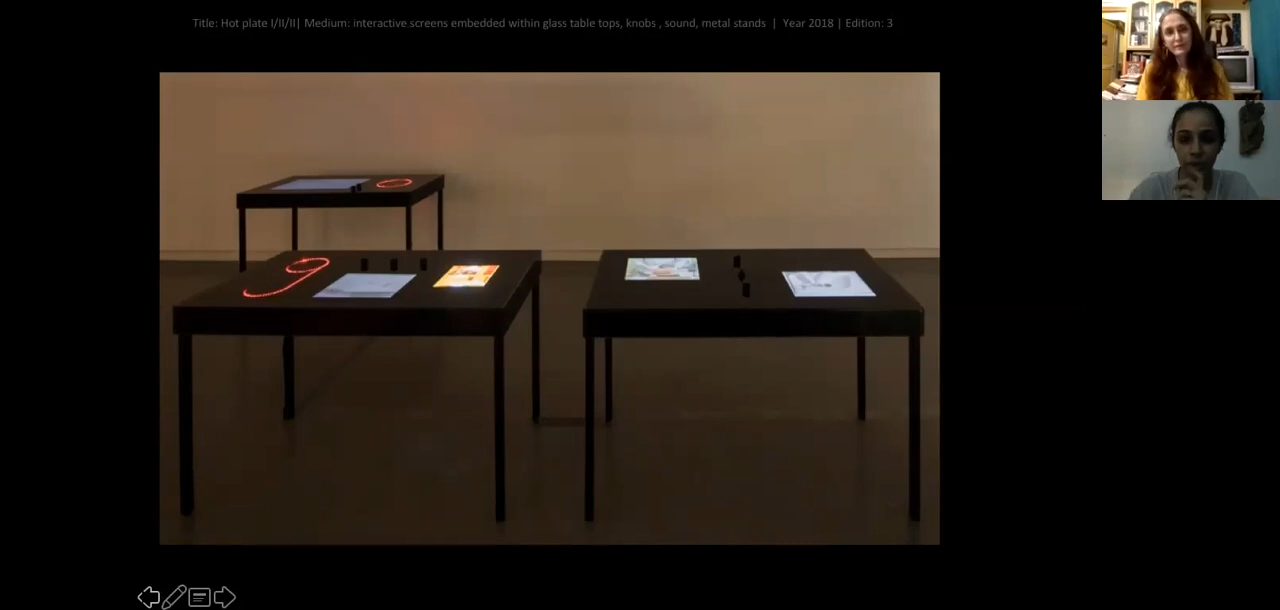 Title: Hot plate I/II/II| Medium: interactive screens embedded within glass table tops, knobs , sound, metal stands | Year 2018 | Edition: 3